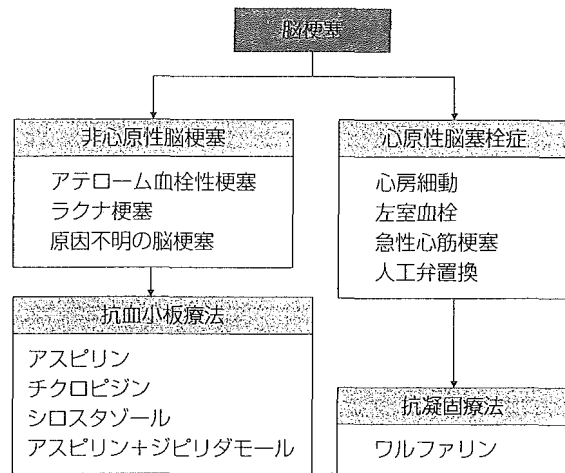 脳梗塞
非心原性脳梗塞
アテローム血栓性梗塞
ラクナ梗塞
原因不明の脳梗塞
心原性脳塞栓症
心房細動
左室血栓
急性心筋梗塞
人工弁置換
抗血小板療法
アスピリン
チクロピジン
シロスタゾール
アスピリン+ジピリダモール
抗凝固療法
ワルファリン